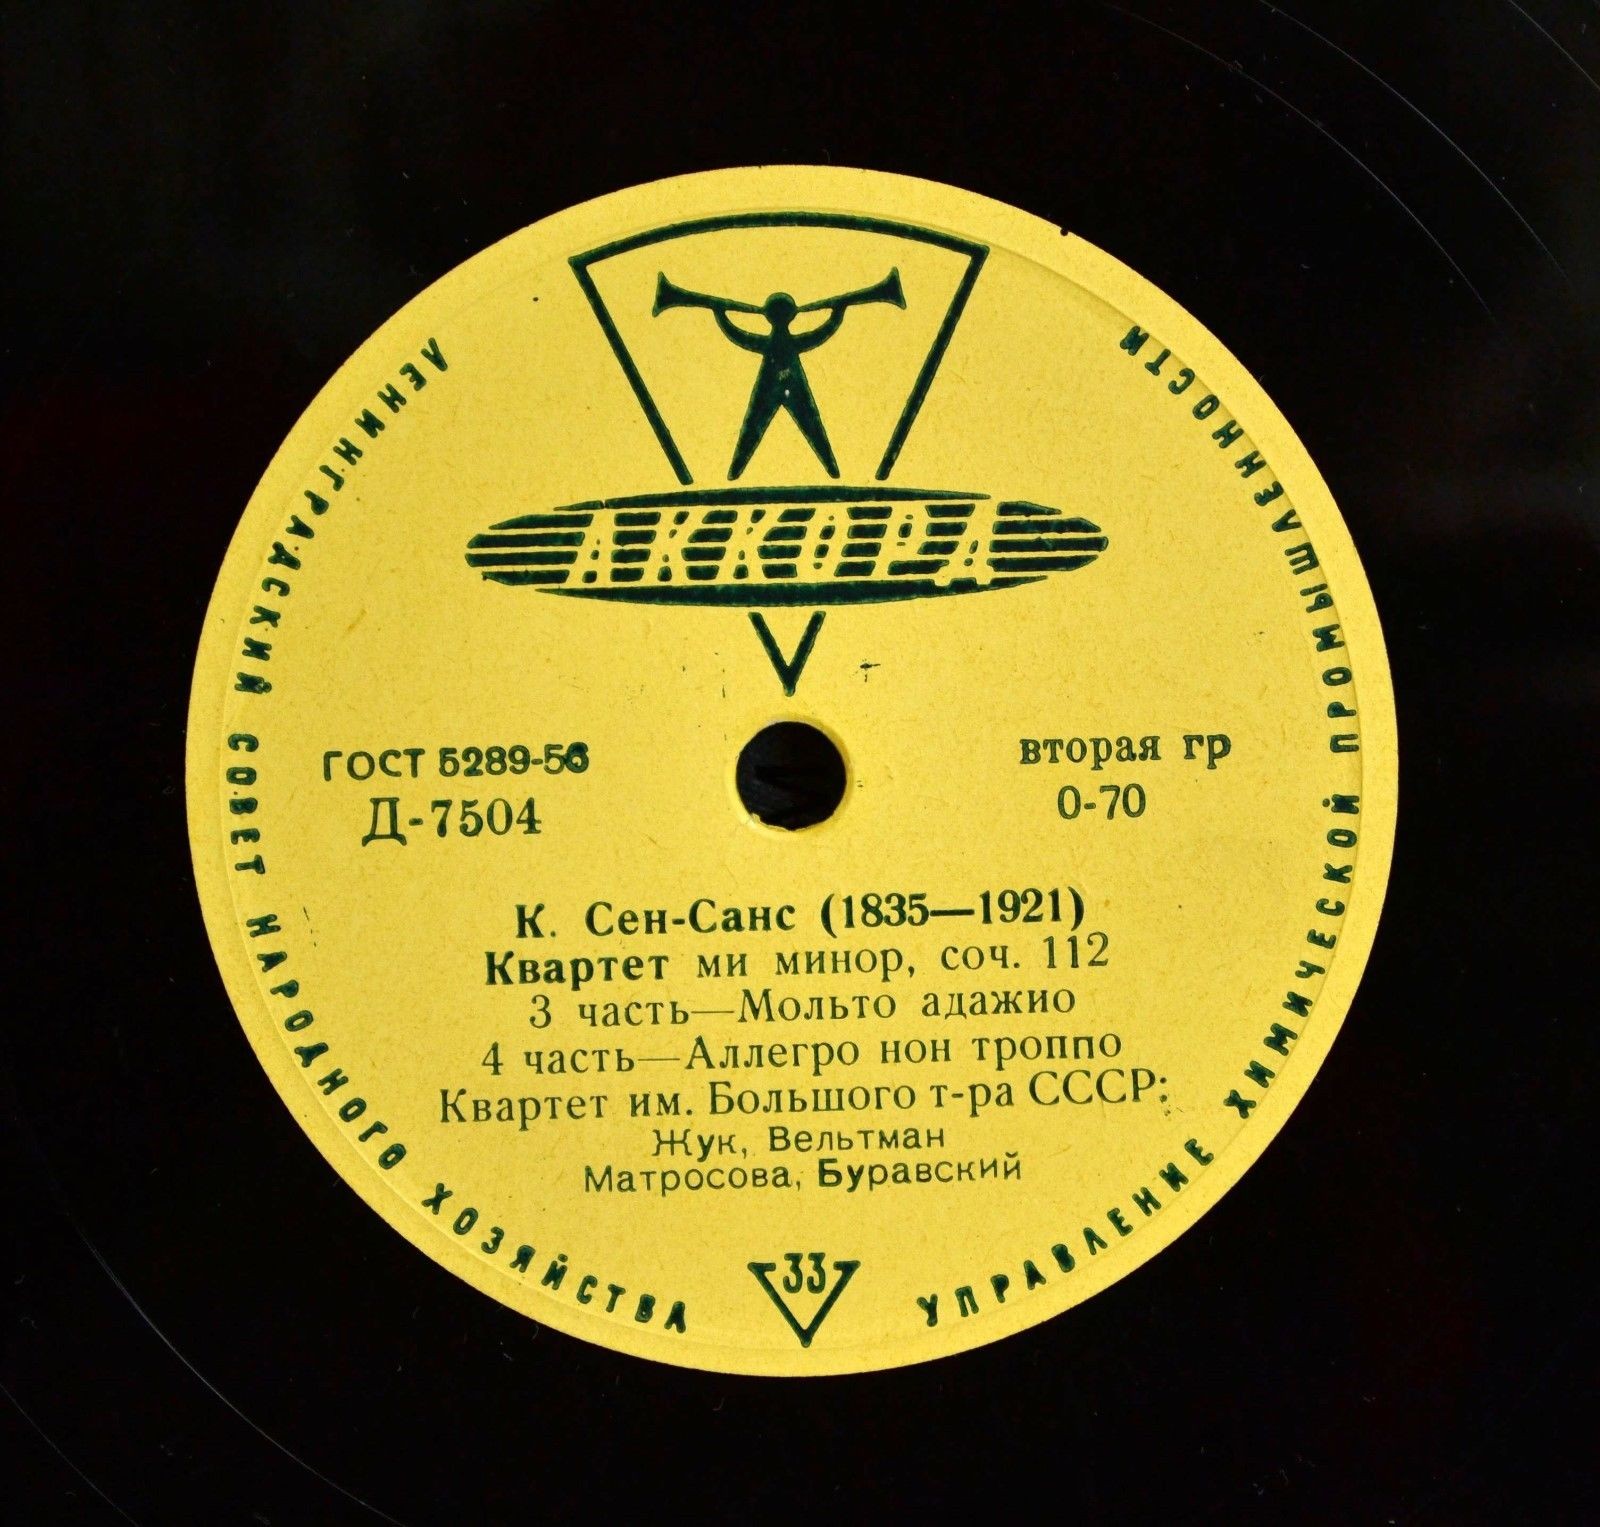 АККОРД
ЛЕНИНГРАДСКИЙ СОВЕТ НАРОДНОГО ХОЗЯЙСТВА
УПРАВЛЕНИЕ ХИМИЧЕСКОЙ ПРОМЫШЛЕННОСТИ
ГОСТ 5289-56
Д-7504
вторая гр
0-70
К. Сен-Санс (1835—1921)
Квартет ми минор, соч. 112
3 часть—Мольто адажио
4 часть—Аллегро нон троппо
Квартет им. Большого т-ра СССР:
Жук, Вельтман
Матросова, Буравский
33